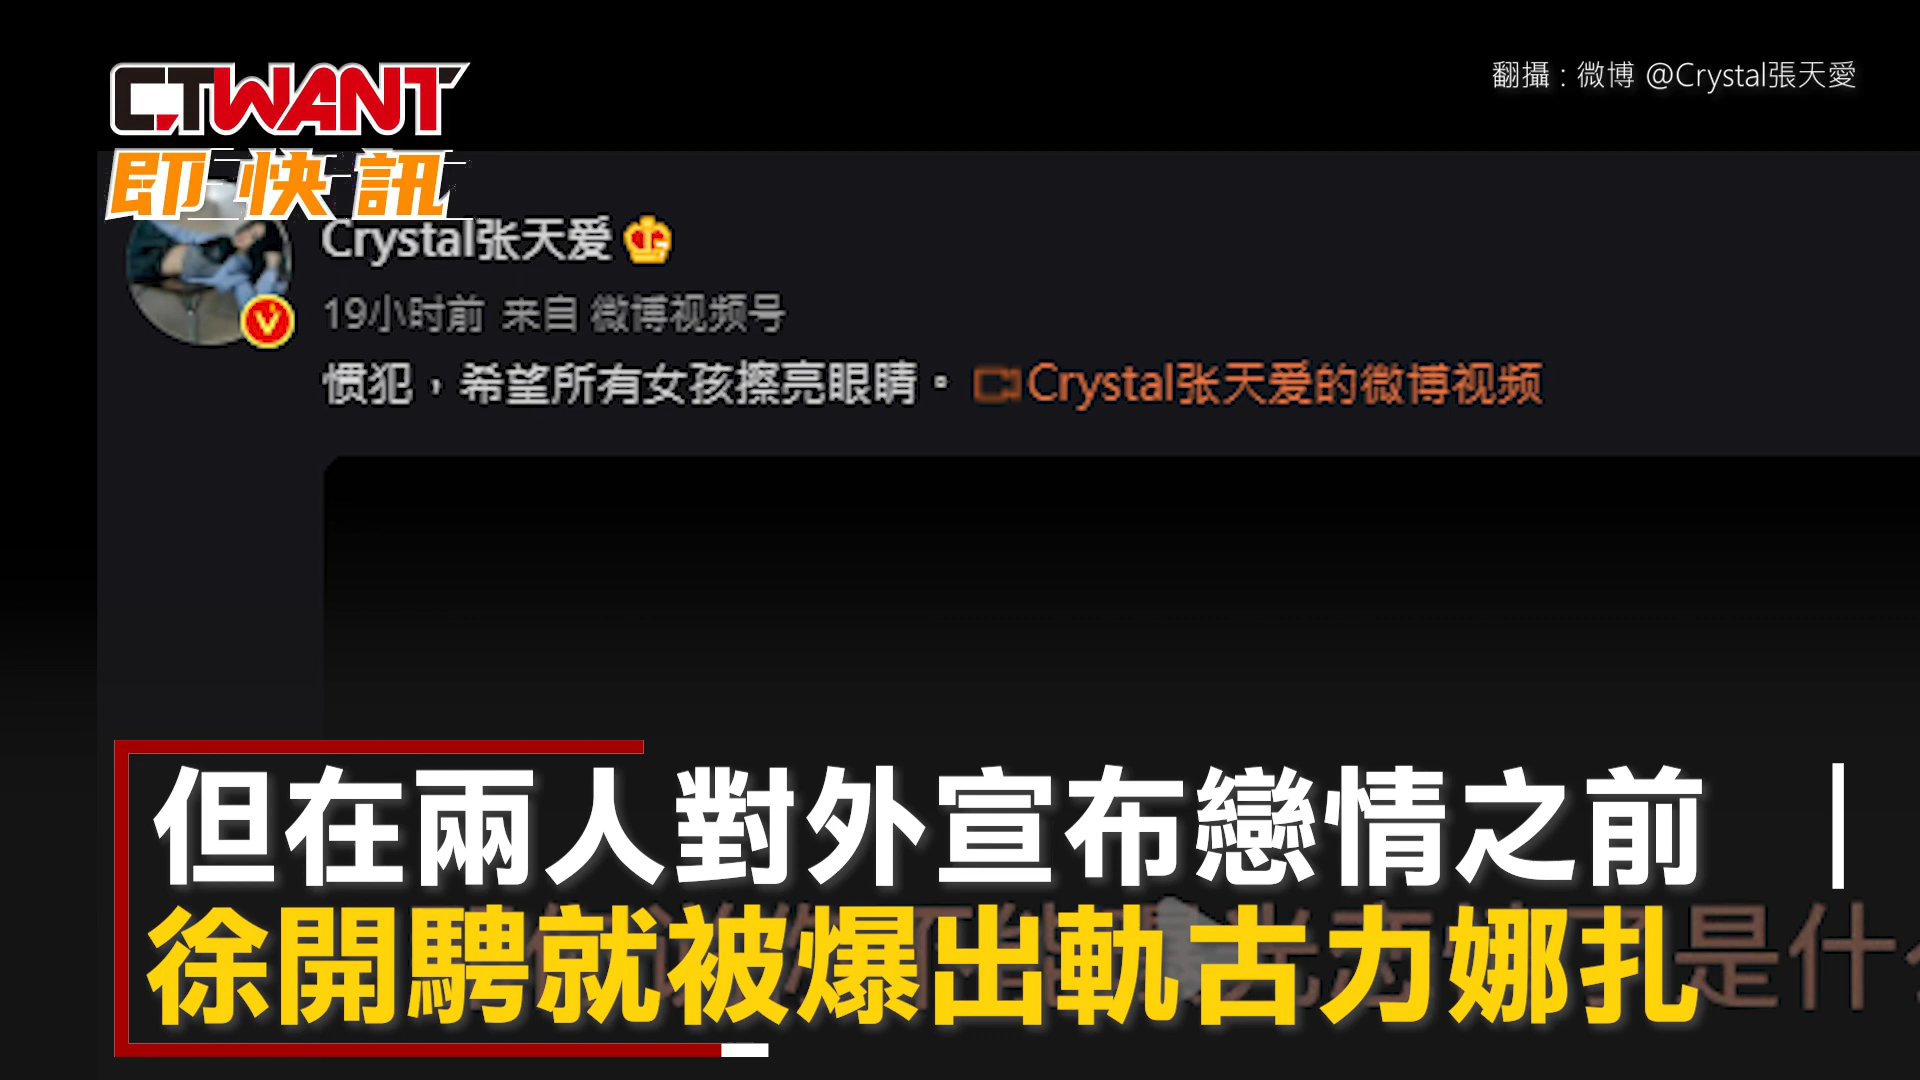 CTWANT
即快訊
翻攝：微博 @Crystal張天愛
Crystal张天爱
19小时前 来自 微博视频号
惯犯，希望所有女孩擦亮眼睛。 Crystal张天爱的微博视频
但在兩人對外宣布戀情之前
徐開騁就被爆出軌古力娜扎
是什